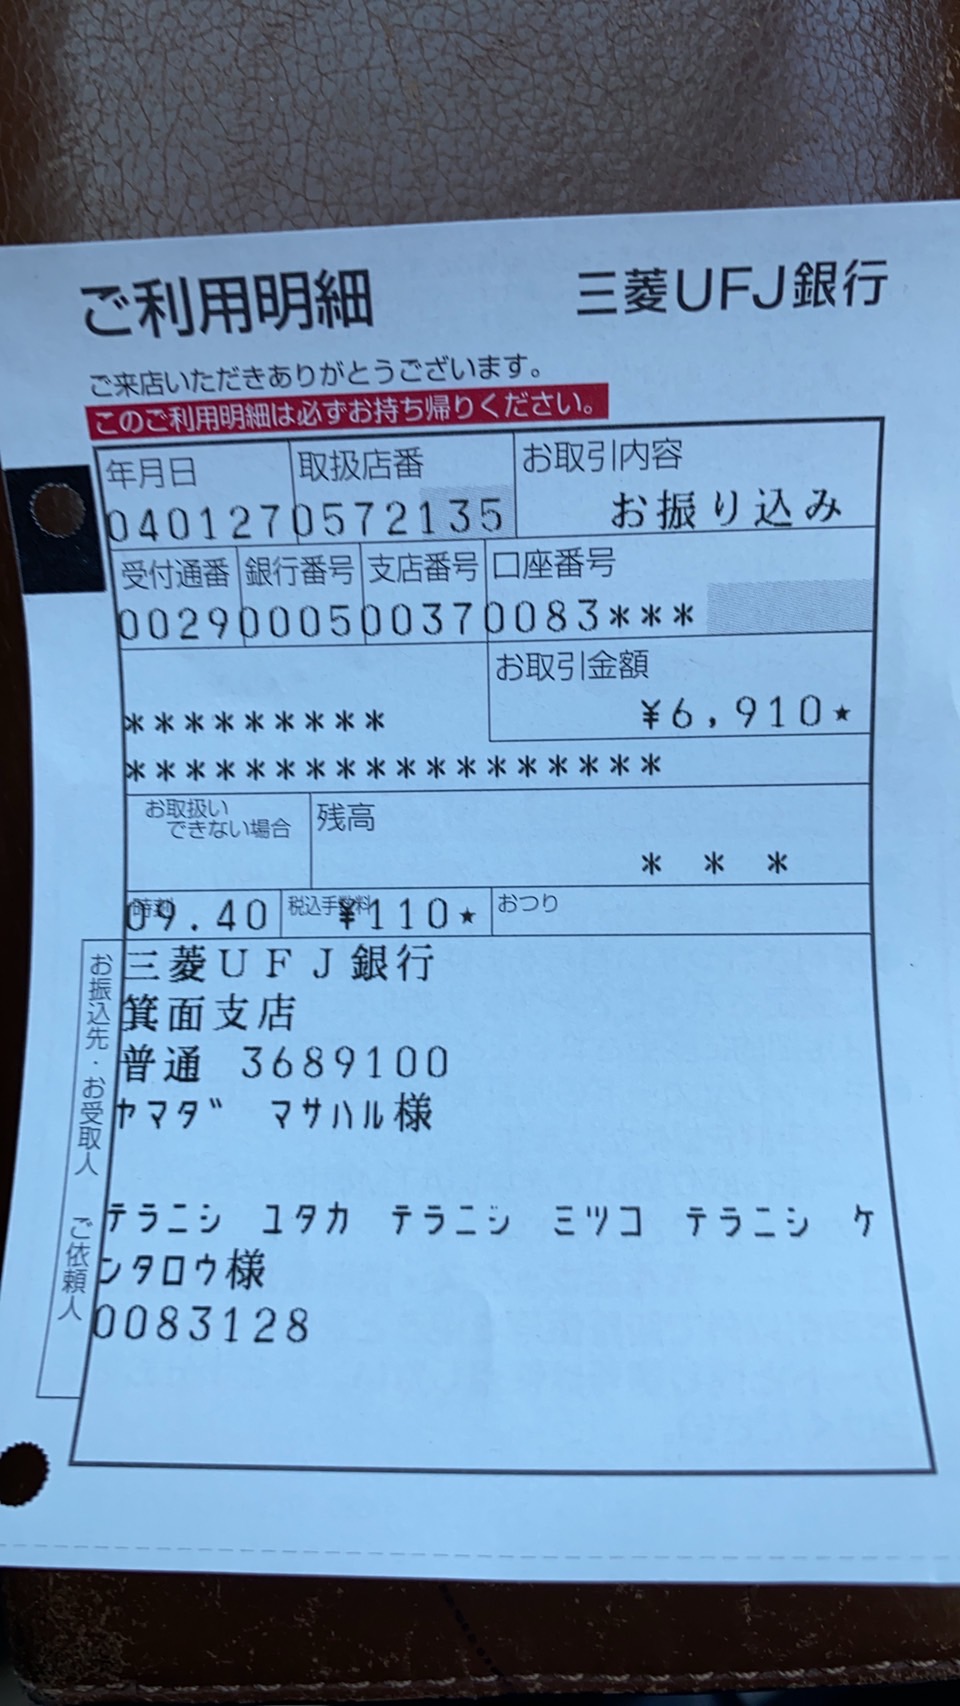 ご利用明細 三菱UFJ銀行
ご来店いただきありがとうございます。
このご利用明細は必ずお持ち帰りください。
年月日 取扱店番 お取引内容
040127 0572135 お振り込み
受付通番 銀行番号 支店番号 口座番号
0029 0005 0037 0083***
お取引金額
¥6,910★
*********
******************
お取扱いできない場合 残高
* * *
時刻 税込手数料 おつり
09.40 ¥110★
お振込先・お受取人
三菱UFJ銀行
箕面支店
普通 3689100
ヤマダ マサハル様
ご依頼人
テラニシ ユタカ テラニシ ミツコ テラニシ ケ
ンタロウ様
0083128